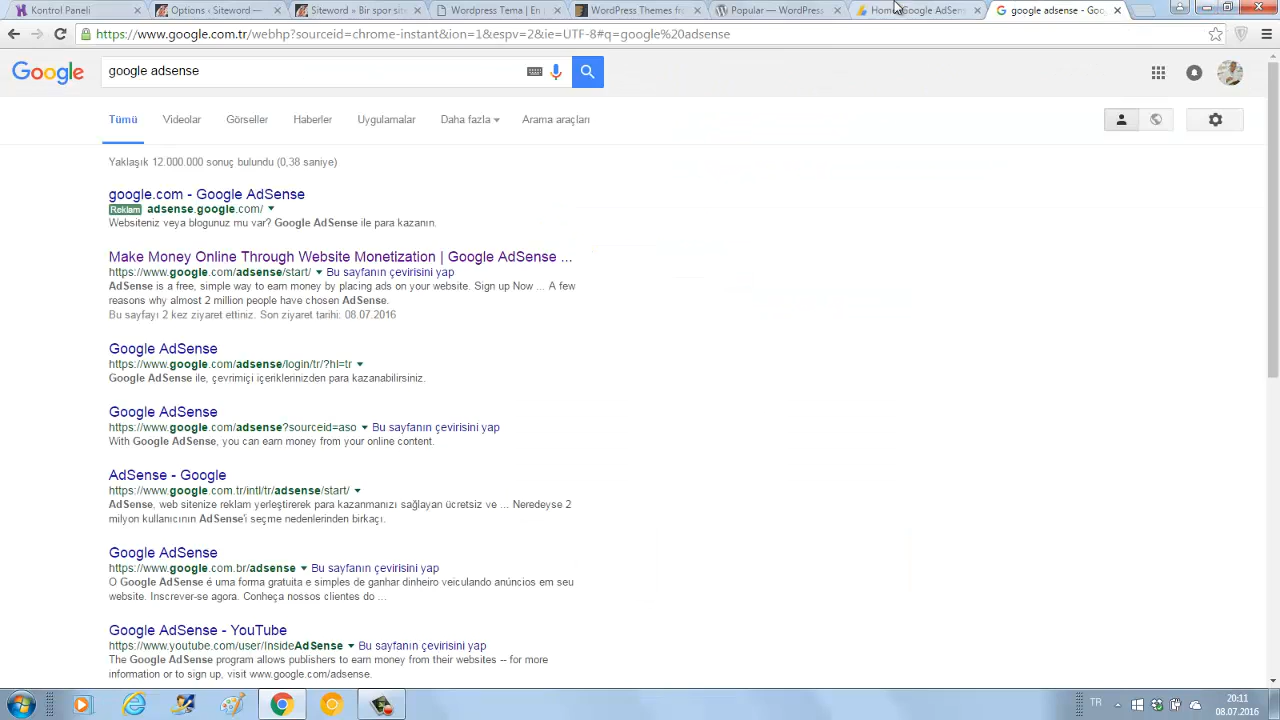 Kontrol Paneli
Options ‹ Siteword —
Siteword » Bir spor site
Wordpress Tema | En
WordPress Themes fr
Popular — WordPress
Home Google AdSens
google adsense - Goo
https://www.google.com.tr/webhp?sourceid=chrome-instant&ion=1&espv=2&ie=UTF-8#q=google%20adsense
Google
google adsense
Tümü
Videolar
Görseller
Haberler
Uygulamalar
Daha fazla
Arama araçları
Yaklaşık 12.000.000 sonuç bulundu (0,38 saniye)
google.com - Google AdSense
Reklam adsense.google.com/
Websiteniz veya blogunuz mu var? Google AdSense ile para kazanın.
Make Money Online Through Website Monetization | Google AdSense ...
https://www.google.com/adsense/start/ Bu sayfanın çevirisini yap
AdSense is a free, simple way to earn money by placing ads on your website. Sign up Now ... A few
reasons why almost 2 million people have chosen AdSense.
Bu sayfayı 2 kez ziyaret ettiniz. Son ziyaret tarihi: 08.07.2016
Google AdSense
https://www.google.com/adsense/login/tr/?hl=tr
Google AdSense ile, çevrimiçi içeriklerinizden para kazanabilirsiniz.
Google AdSense
https://www.google.com/adsense?sourceid=aso Bu sayfanın çevirisini yap
With Google AdSense, you can earn money from your online content.
AdSense - Google
https://www.google.com.tr/intl/tr/adsense/start/
AdSense, web sitenize reklam yerleştirerek para kazanmanızı sağlayan ücretsiz ve ... Neredeyse 2
milyon kullanıcının AdSense'i seçme nedenlerinden birkaçı.
Google AdSense
https://www.google.com.br/adsense Bu sayfanın çevirisini yap
O Google AdSense é uma forma gratuita e simples de ganhar dinheiro veiculando anúncios em seu
website. Inscrever-se agora. Conheça nossos clientes do ...
Google AdSense - YouTube
https://www.youtube.com/user/InsideAdSense Bu sayfanın çevirisini yap
The Google AdSense program allows publishers to earn money from their websites -- for more
information or to sign up, visit www.google.com/adsense.
TR
20:11
08.07.2016